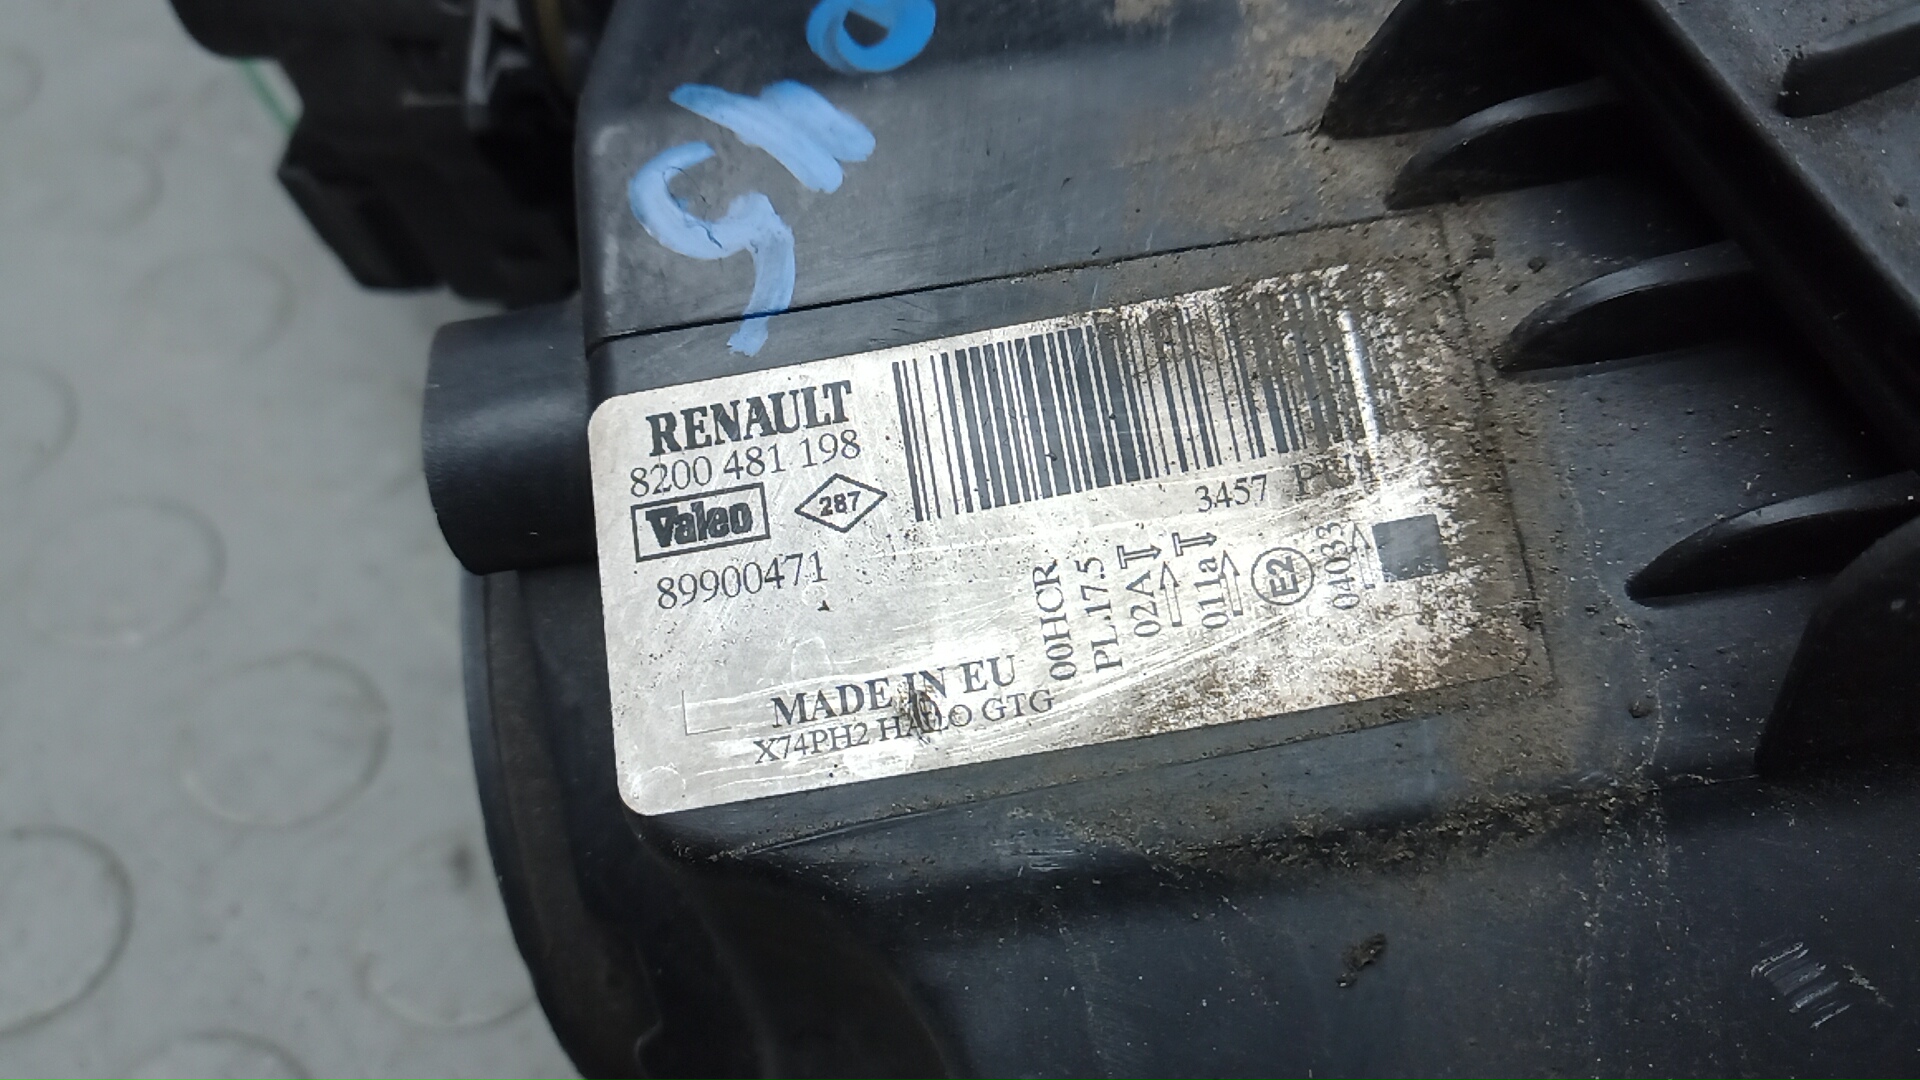 RENAULT
8200 481 198
Valeo
287
89900471
3457
00HCR
PL.17.5
02A
011a
E2
04033
MADE IN EU
X74PH2 HALO GTG